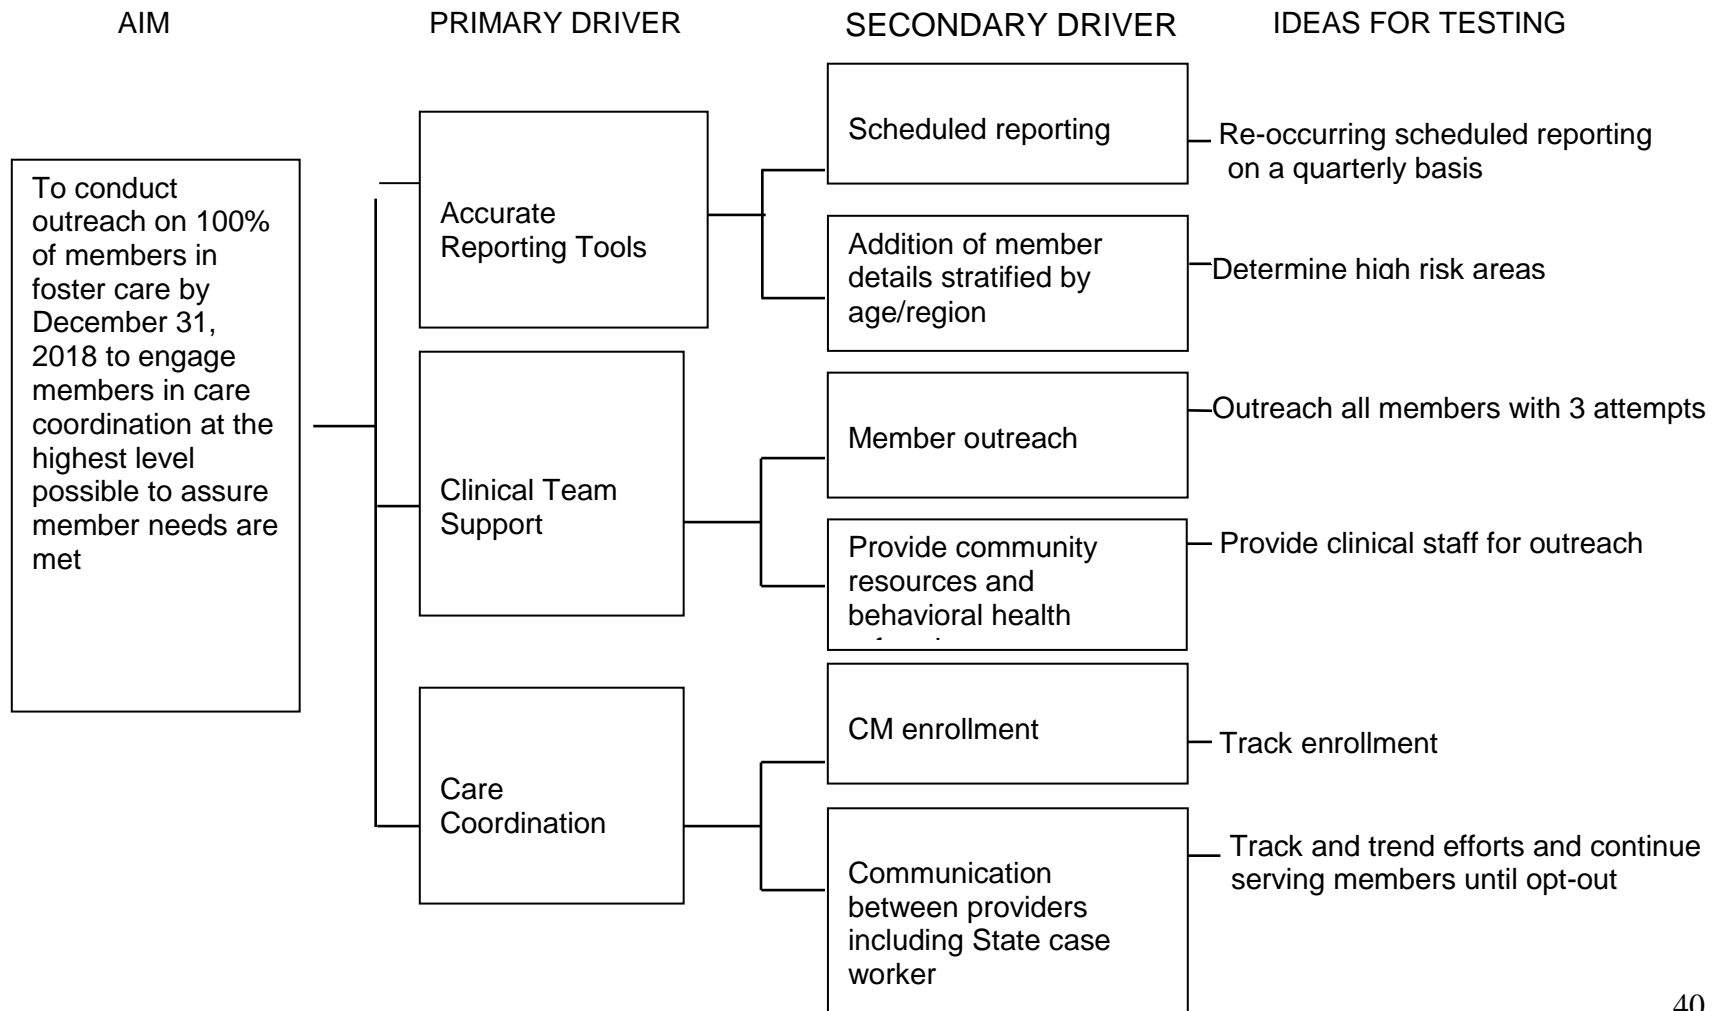 AIM
PRIMARY DRIVER
SECONDARY DRIVER
IDEAS FOR TESTING
To conduct
outreach on 100%
of members in
foster care by
December 31,
2018 to engage
members in care
coordination at the
highest level
possible to assure
member needs are
met
Accurate
Reporting Tools
Scheduled reporting
Re-occurring scheduled reporting
on a quarterly basis
Addition of member
details stratified by
age/region
Determine high risk areas
Clinical Team
Support
Member outreach
Outreach all members with 3 attempts
Provide community
resources and
behavioral health
Provide clinical staff for outreach
Care
Coordination
CM enrollment
Track enrollment
Communication
between providers
including State case
worker
Track and trend efforts and continue
serving members until opt-out
40